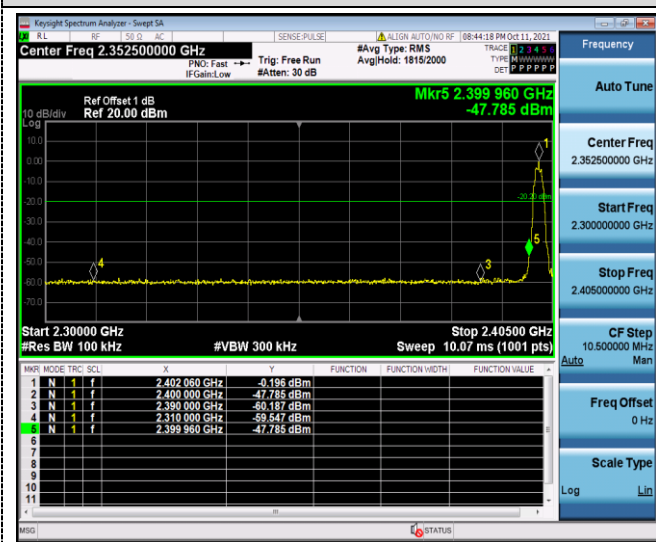 Keysight Spectrum Analyzer - Swept SA
RL RF 50 Ω AC SENSE:PULSE ALIGN AUTO/NO RF 08:44:18 PM Oct 11, 2021
Center Freq 2.352500000 GHz #Avg Type: RMS TRACE 1 2 3 4 5 6
PNO: Fast Trig: Free Run Avg|Hold: 1815/2000 TYPE M WWWWW
IFGain:Low #Atten: 30 dB DET P P P P P P
Mkr5 2.399 960 GHz
-47.785 dBm
Ref Offset 1 dB
10 dB/div Ref 20.00 dBm
Log
10.0
0.00
-10.0
-20.0
-30.0
-40.0
-50.0
-60.0
-70.0
1
-20.20 dBm
5
4
3
Start 2.30000 GHz Stop 2.40500 GHz
#Res BW 100 kHz #VBW 300 kHz Sweep 10.07 ms (1001 pts)
MKR MODE TRC SCL X Y FUNCTION FUNCTION WIDTH FUNCTION VALUE
1 N 1 f 2.402 060 GHz -0.196 dBm
2 N 1 f 2.400 000 GHz -47.785 dBm
3 N 1 f 2.390 000 GHz -60.187 dBm
4 N 1 f 2.310 000 GHz -59.547 dBm
5 N 1 f 2.399 960 GHz -47.785 dBm
6
7
8
9
10
11
MSG STATUS
Frequency
Auto Tune
Center Freq
2.352500000 GHz
Start Freq
2.300000000 GHz
Stop Freq
2.405000000 GHz
CF Step
10.500000 MHz
Auto Man
Freq Offset
0 Hz
Scale Type
Log Lin